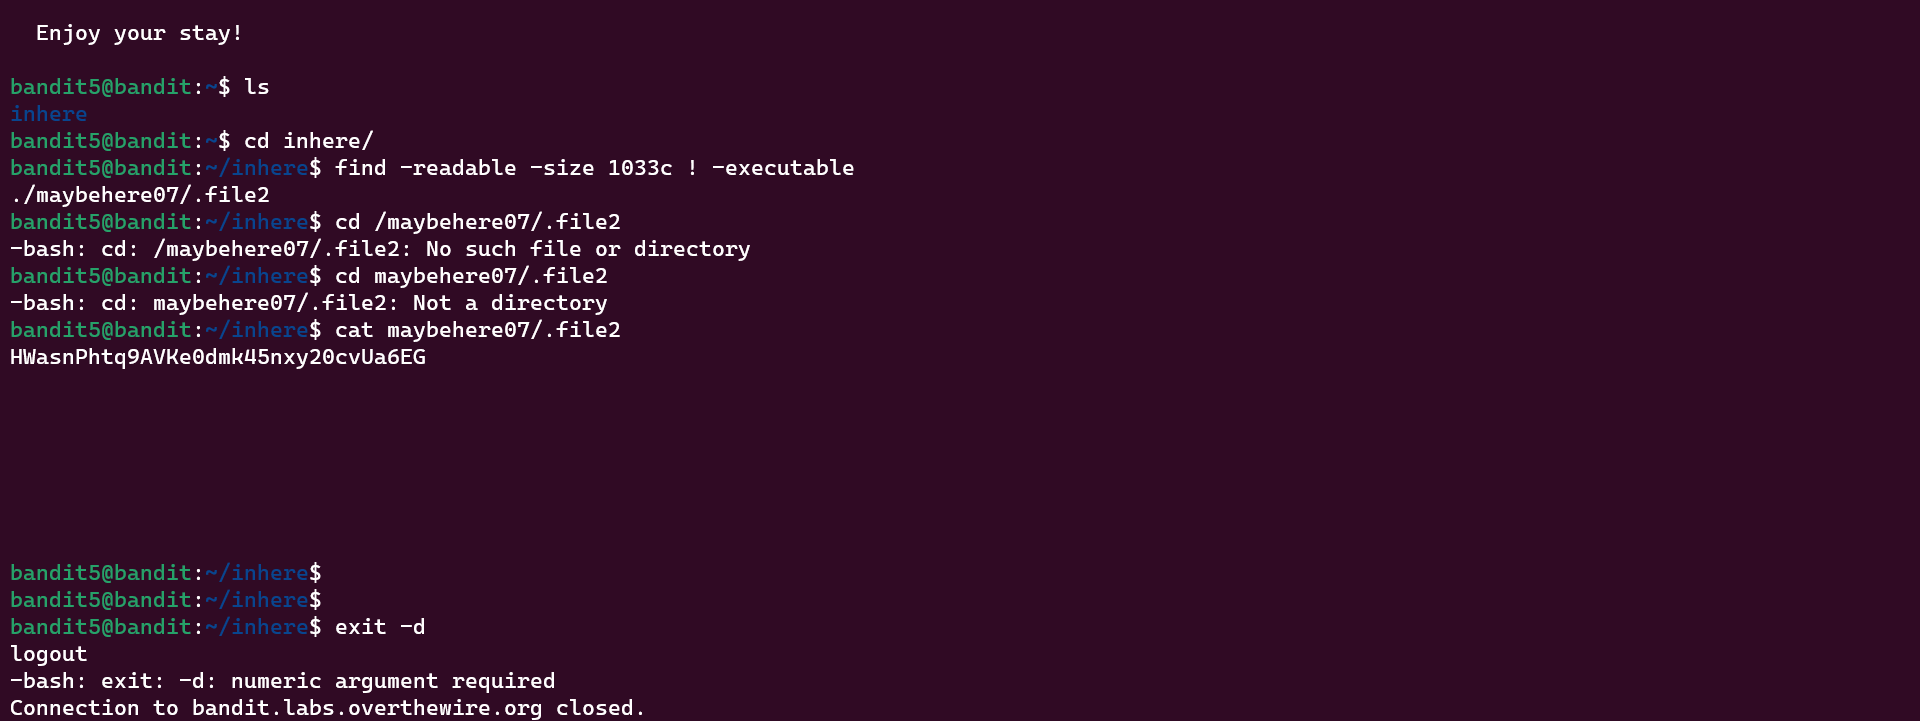 Enjoy your stay!
bandit5@bandit:~$ ls
inhere
bandit5@bandit:~$ cd inhere/
bandit5@bandit:~/inhere$ find -readable -size 1033c ! -executable
./maybehere07/.file2
bandit5@bandit:~/inhere$ cd /maybehere07/.file2
-bash: cd: /maybehere07/.file2: No such file or directory
bandit5@bandit:~/inhere$ cd maybehere07/.file2
-bash: cd: maybehere07/.file2: Not a directory
bandit5@bandit:~/inhere$ cat maybehere07/.file2
HWasnPhtq9AVKe0dmk45nxy20cvUa6EG
bandit5@bandit:~/inhere$
bandit5@bandit:~/inhere$
bandit5@bandit:~/inhere$ exit -d
logout
-bash: exit: -d: numeric argument required
Connection to bandit.labs.overthewire.org closed.